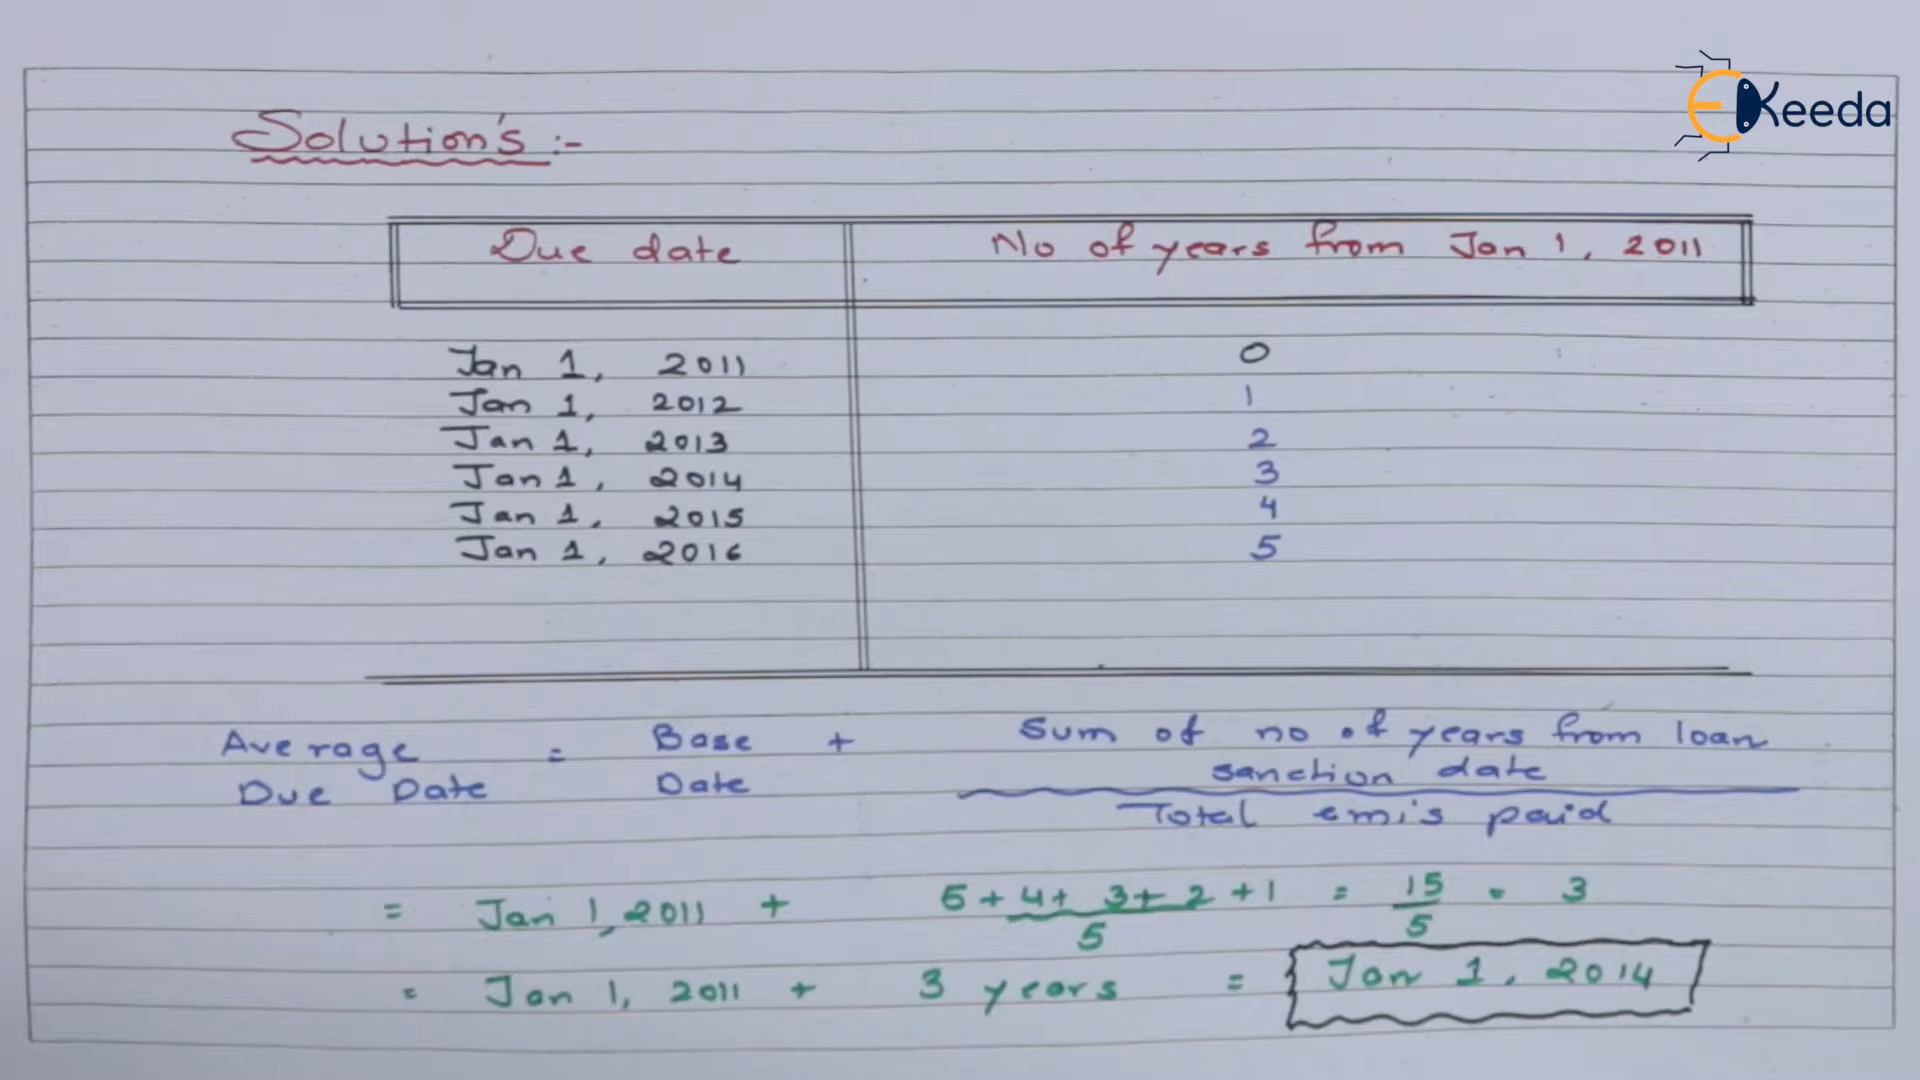 EKeeda
Solution's :-
Due date No of years from Jan 1, 2011
Jan 1, 2011 0
Jan 1, 2012 1
Jan 1, 2013 2
Jan 1, 2014 3
Jan 1, 2015 4
Jan 1, 2016 5
Average Due Date = Base Date + Sum of no of years from loan sanction date
Total emi's paid
= Jan 1, 2011 + 5+4+3+2+1 = 15 = 3
5 5
= Jan 1, 2011 + 3 years = Jan 1, 2014